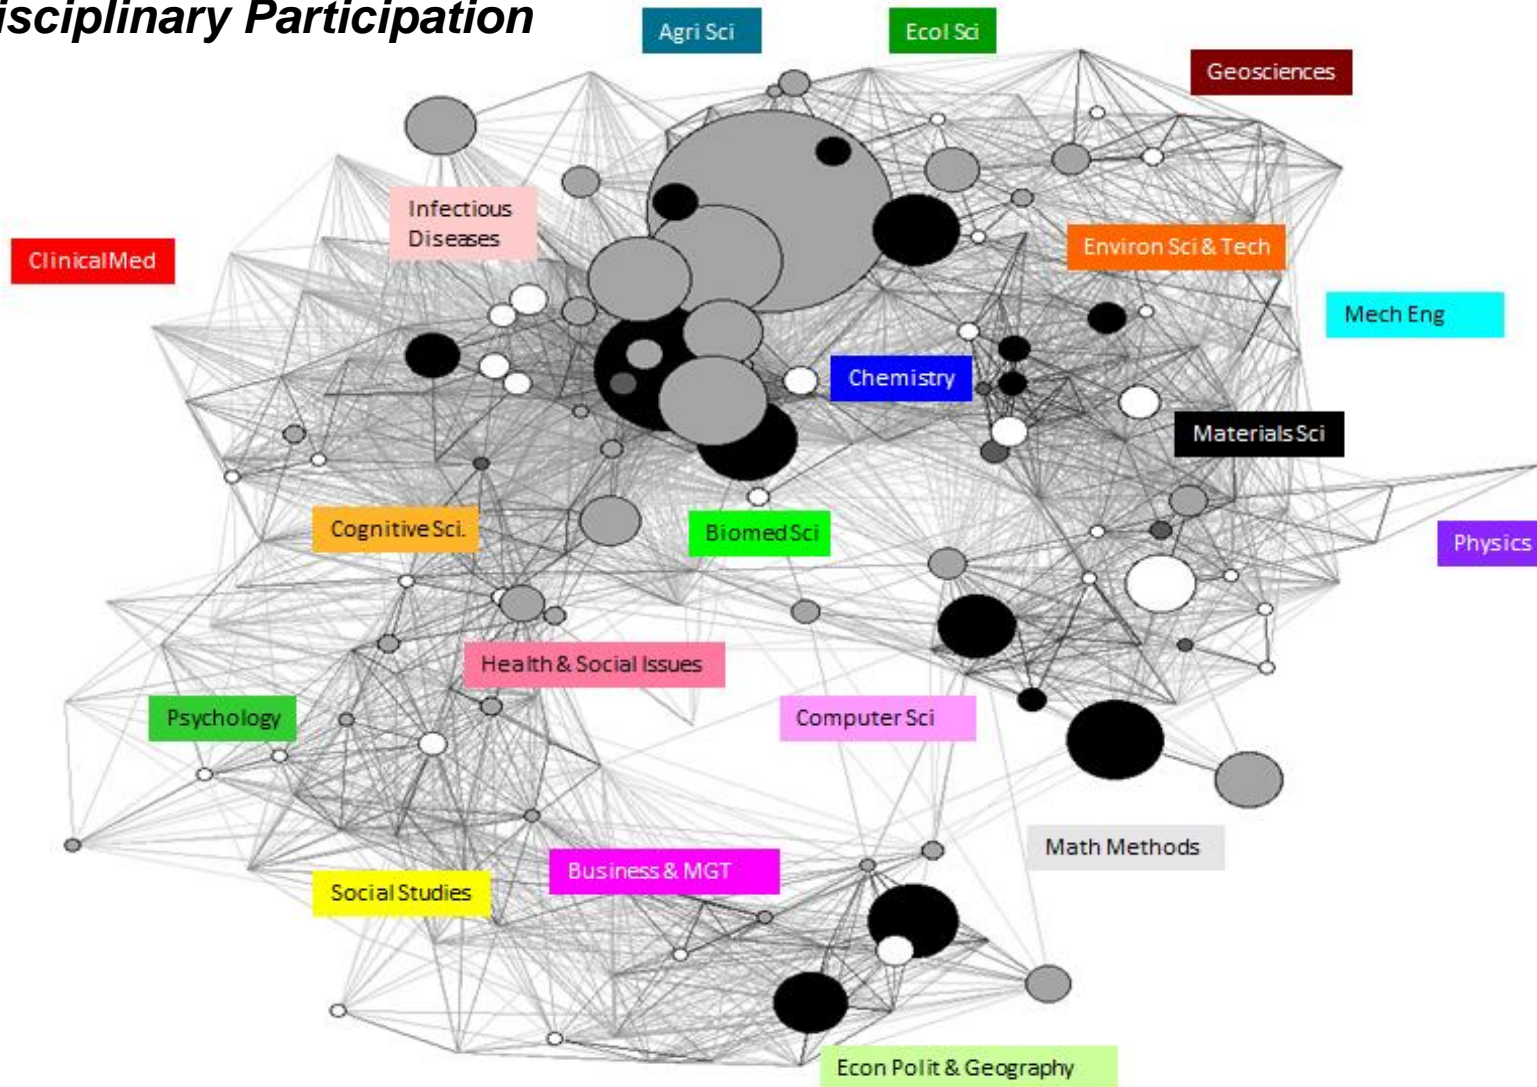 isciplinary Participation
Agri Sci
Ecol Sci
Geosciences
Infectious
Diseases
ClinicalMed
Environ Sci & Tech
Mech Eng
Chemistry
Materials Sci
Cognitive Sci.
Biomed Sci
Physics
Health & Social Issues
Psychology
Computer Sci
Math Methods
Business & MGT
Social Studies
Econ Polit & Geography